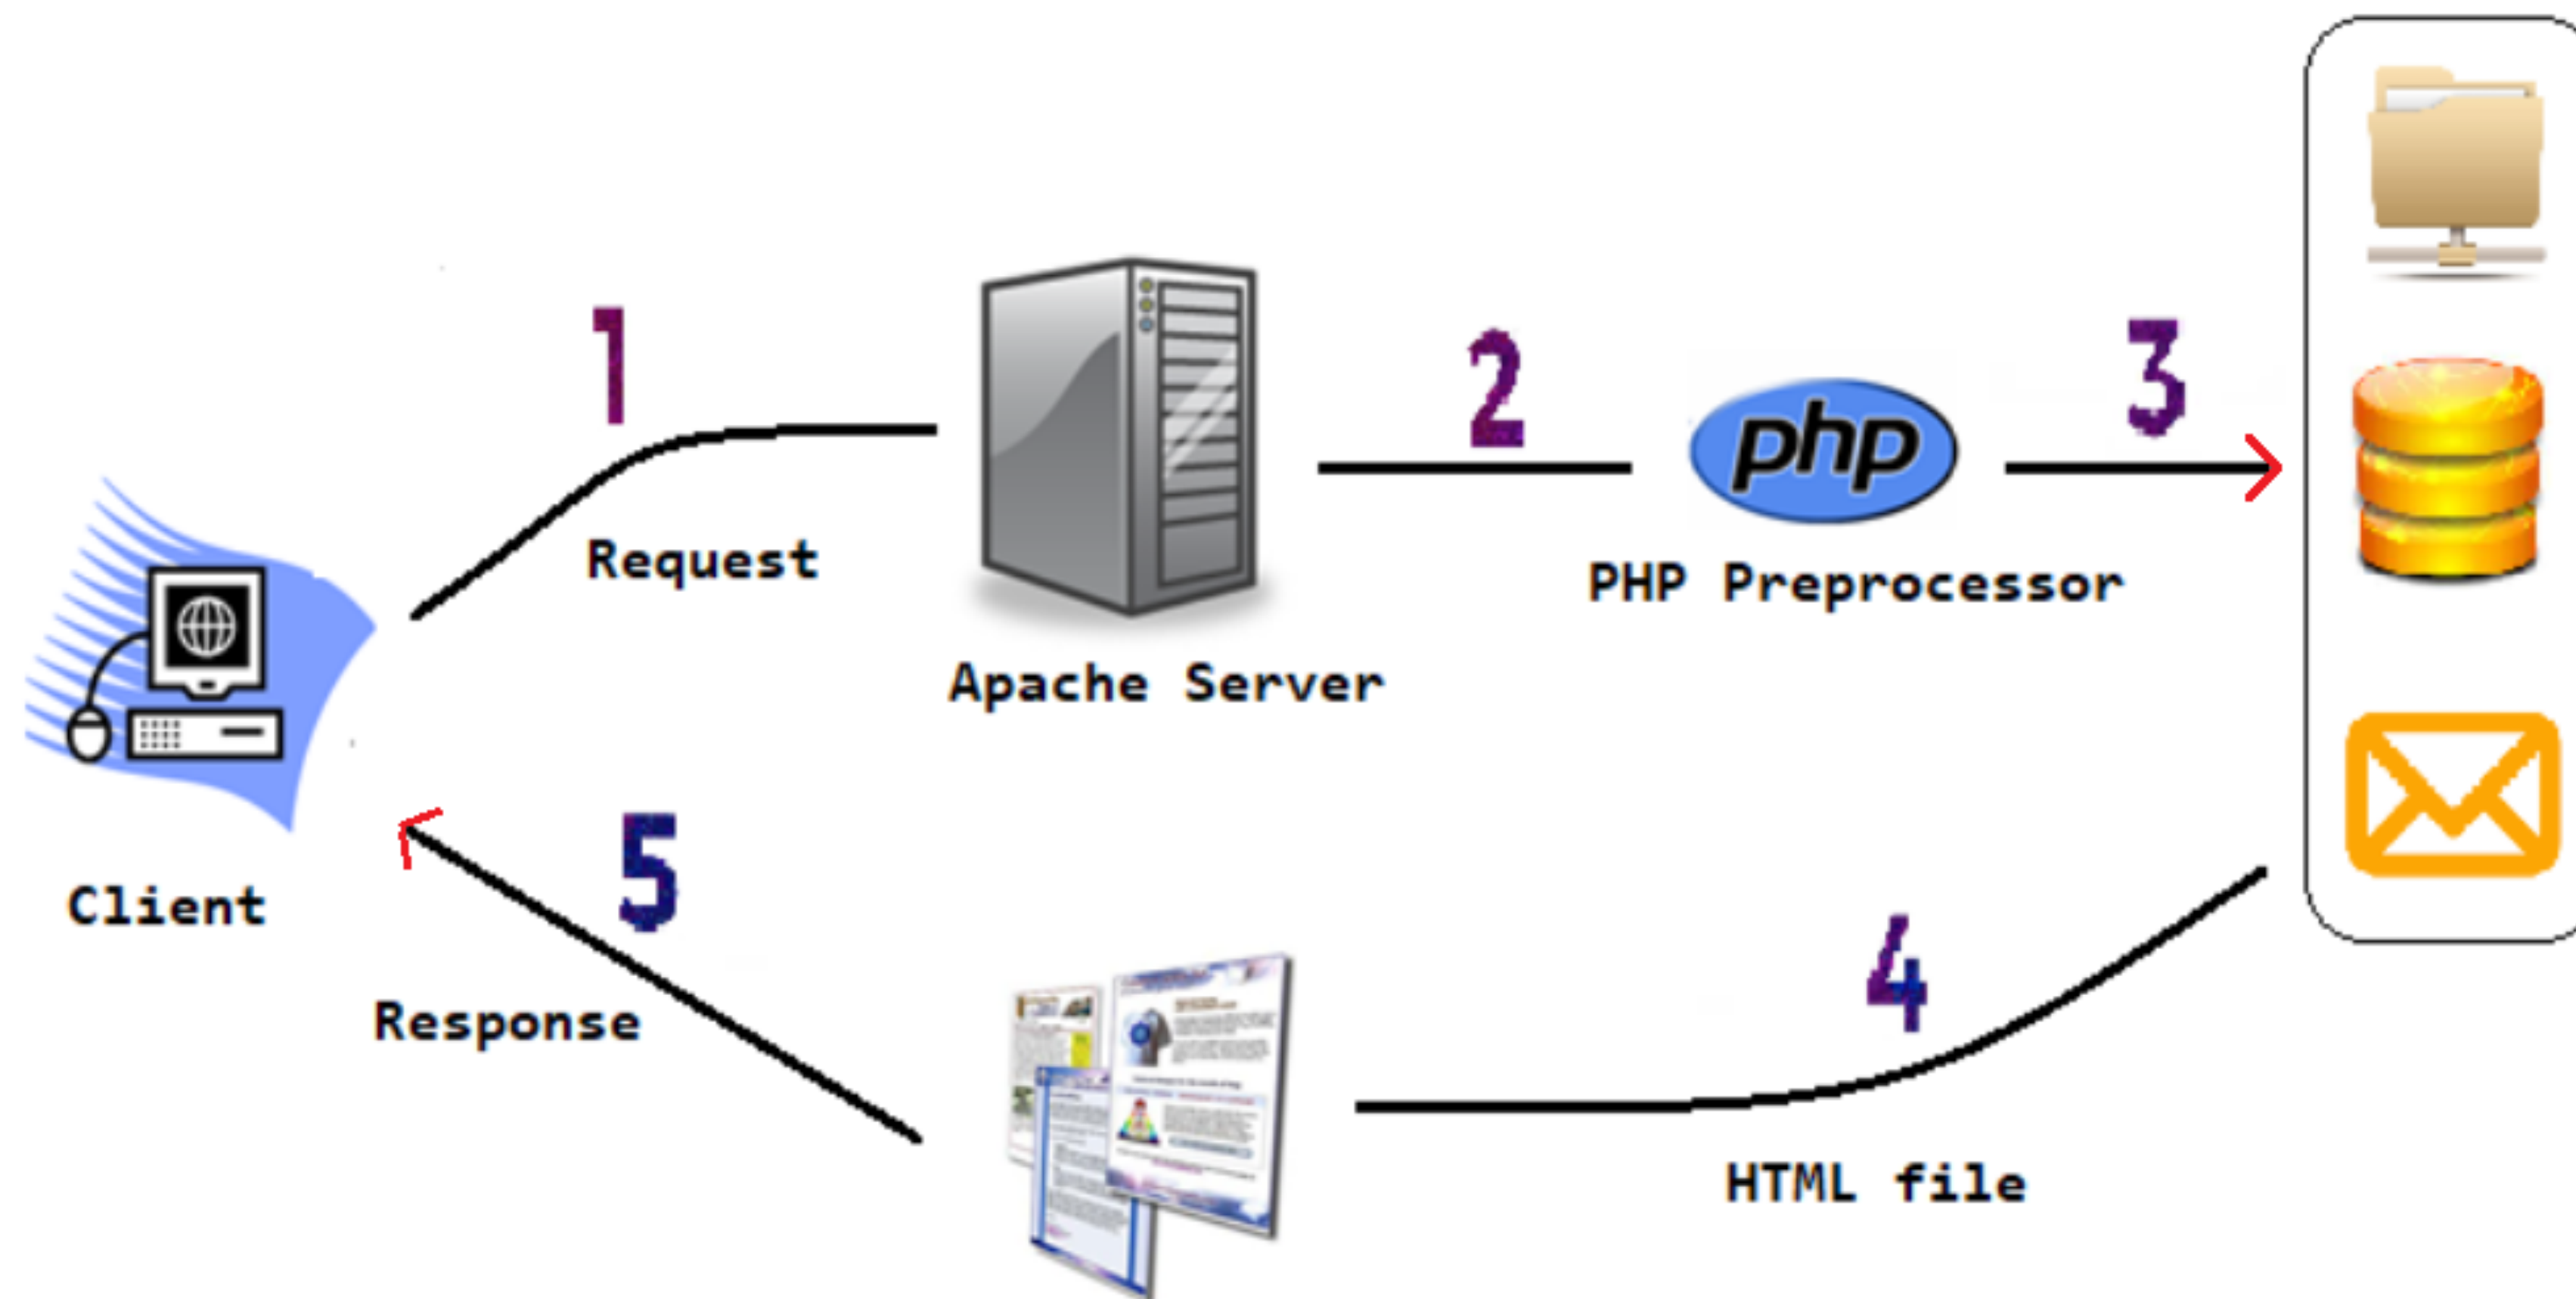 1
2
3
php
Request
PHP Preprocessor
Apache Server
5
Client
4
Response
HTML file